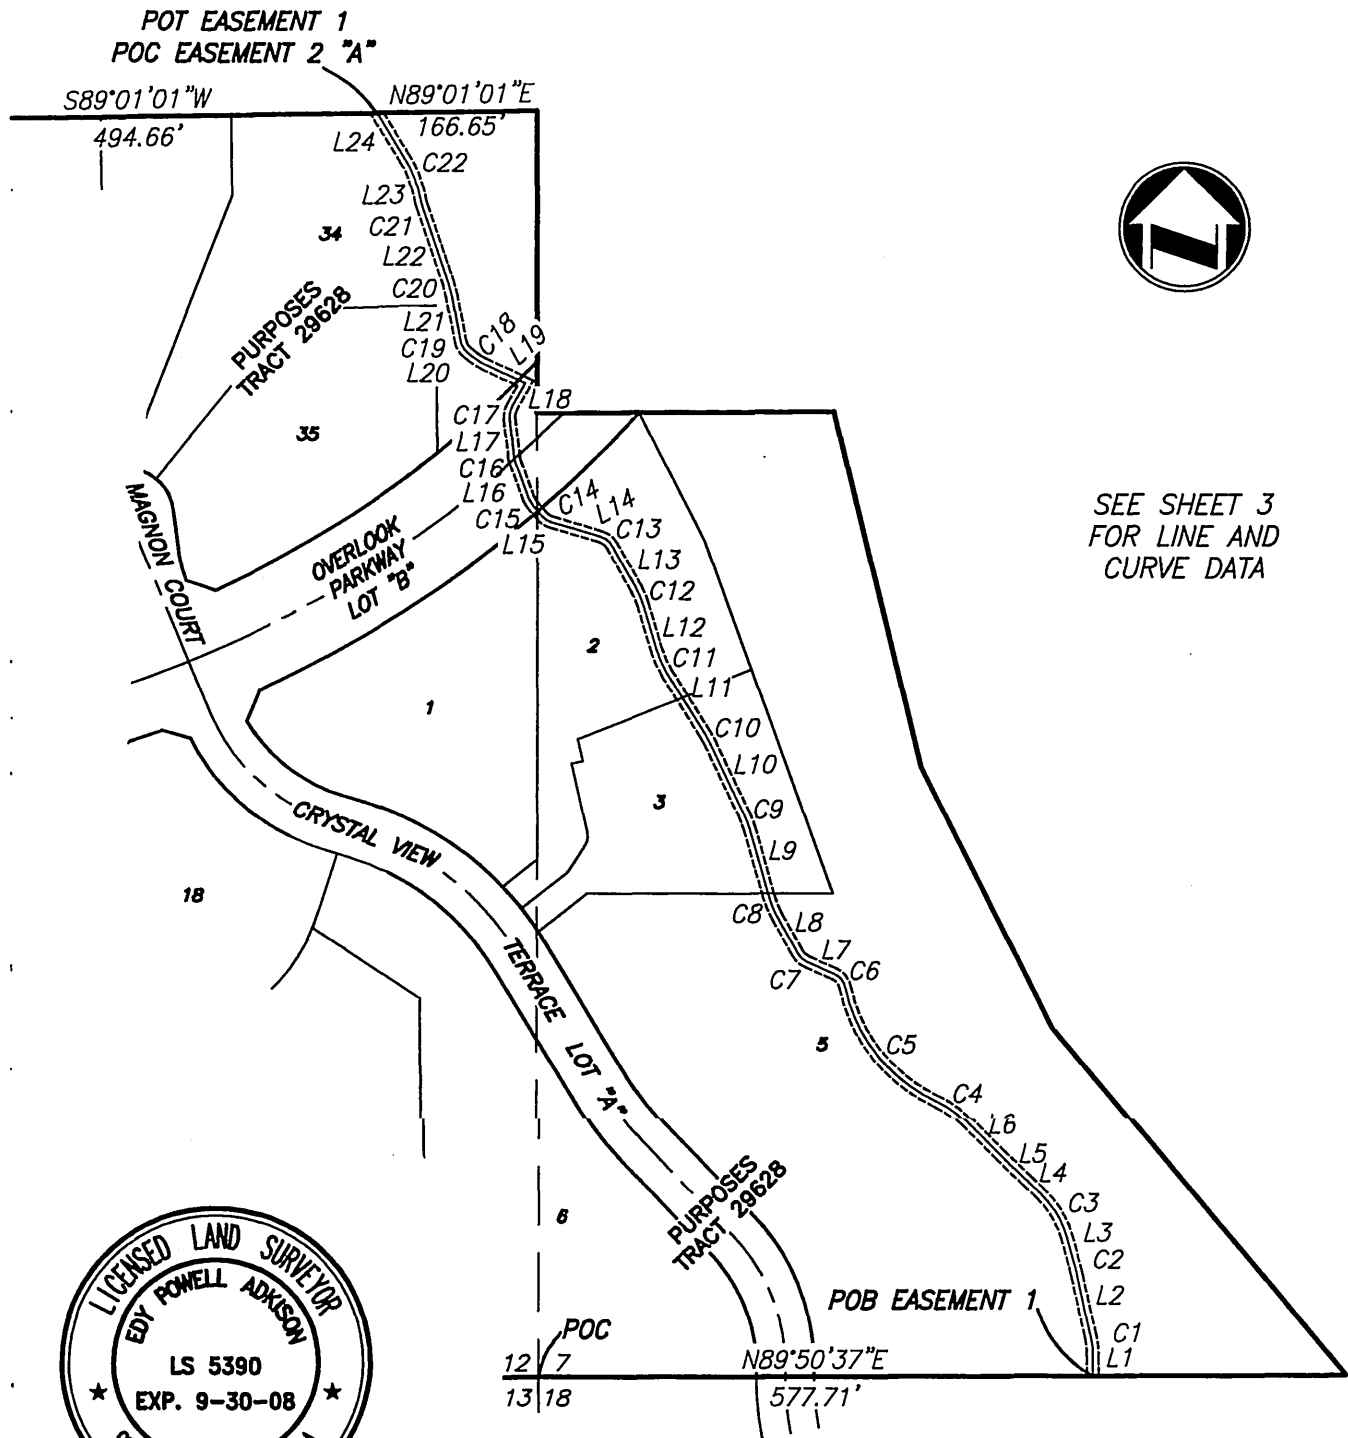 POT EASEMENT 1
POC EASEMENT 2 "A"
S89°01'01"W
N89°01'01"E
494.66'
166.65'
L24
C22
L23
C21
34
L22
C20
PURPOSES
TRACT 29628
L21
C18
L19
C19
L20
L18
C17
35
L17
C16
L16
C14
L14
C15
C13
L15
MAGNON COURT
OVERLOOK
PARKWAY
LOT "B"
SEE SHEET 3
FOR LINE AND
CURVE DATA
L13
C12
L12
2
C11
L11
1
C10
L10
3
C9
L9
CRYSTAL VIEW
18
C8
L8
L7
C7
C6
TERRACE LOT "A"
5
C5
C4
L6
L5
L4
C3
PURPOSES
TRACT 29628
6
L3
C2
L2
POB EASEMENT 1
C1
L1
POC
12 7
13 18
N89°50'37"E
577.71'
LICENSED LAND SURVEYOR
EDY POWELL ADKISON
LS 5390
EXP. 9-30-08